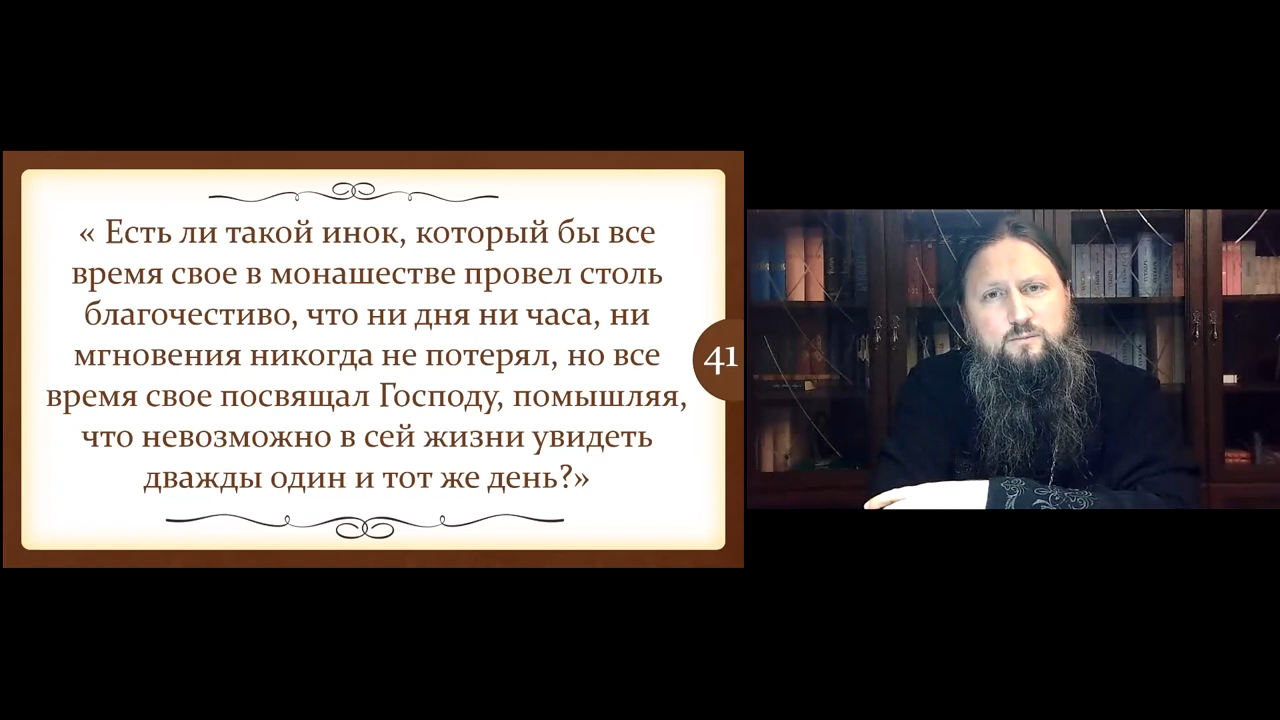 « Есть ли такой инок, который бы все
время свое в монашестве провел столь
благочестиво, что ни дня ни часа, ни
мгновения никогда не потерял, но все
время свое посвящал Господу, помышляя,
что невозможно в сей жизни увидеть
дважды один и тот же день?»
41